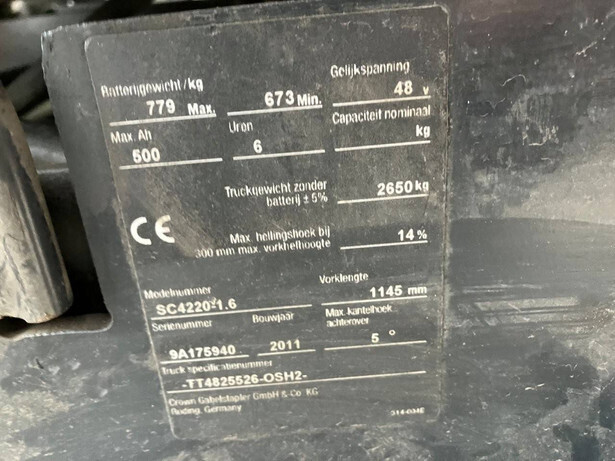 Batterijgewicht/kg
Gelijkspanning
779 Max. 673 Min. 48 v
Max. Ah Uren Capaciteit nominaal
600 6 kg
Truckgewicht zonder
batterij ± 5% 2650 kg
CE
Max. hellingshoek bij
300 mm max. vorkhefhoogte 14 %
Modelnummer Vorklengte
SC4220-1.6 1145 mm
Serienummer Bouwjaar Max. kantelhoek
achterover
9A175940 2011 5 °
Truck specificatienummer
-TT4825526-OSH2-
Crown Gabelstapler GmbH & Co. KG
Roding, Germany